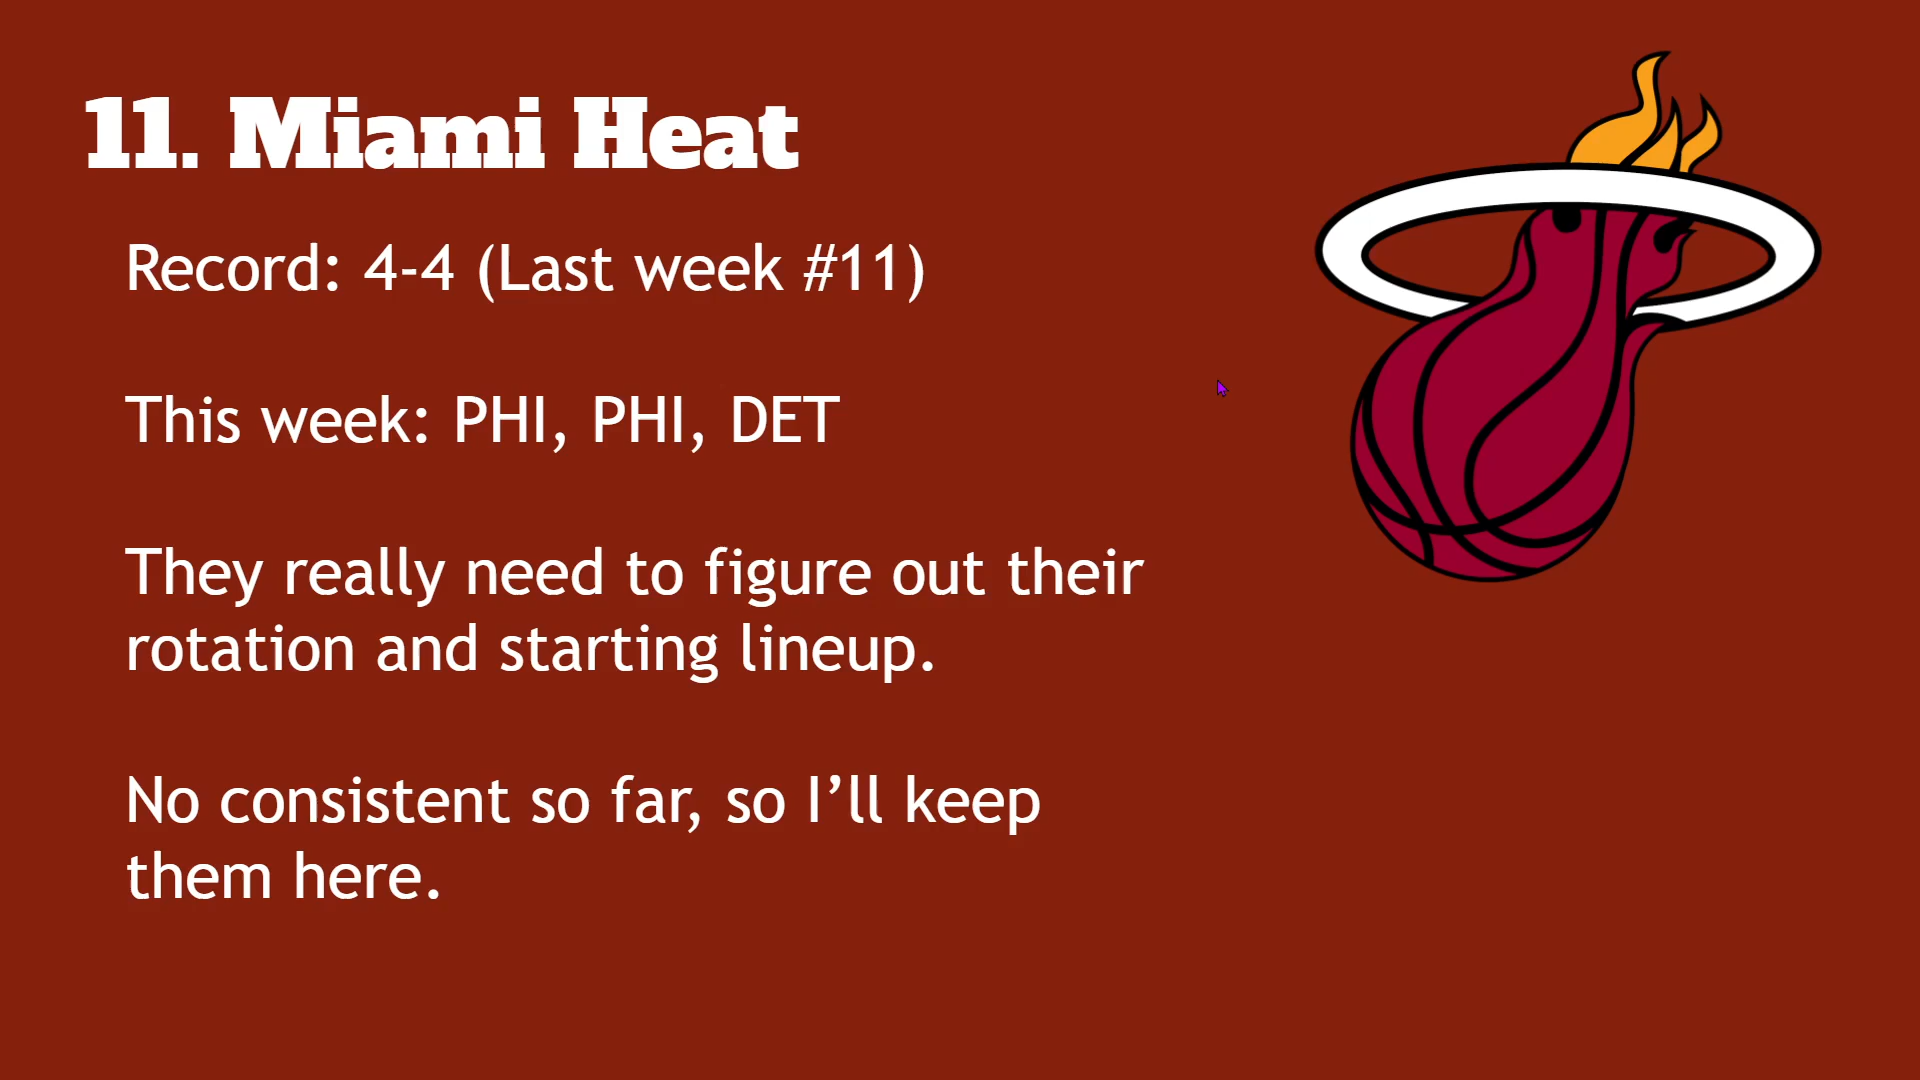 11. Miami Heat
Record: 4-4 (Last week #11)
This week: PHI, PHI, DET
They really need to figure out their
rotation and starting lineup.
No consistent so far, so I’ll keep
them here.